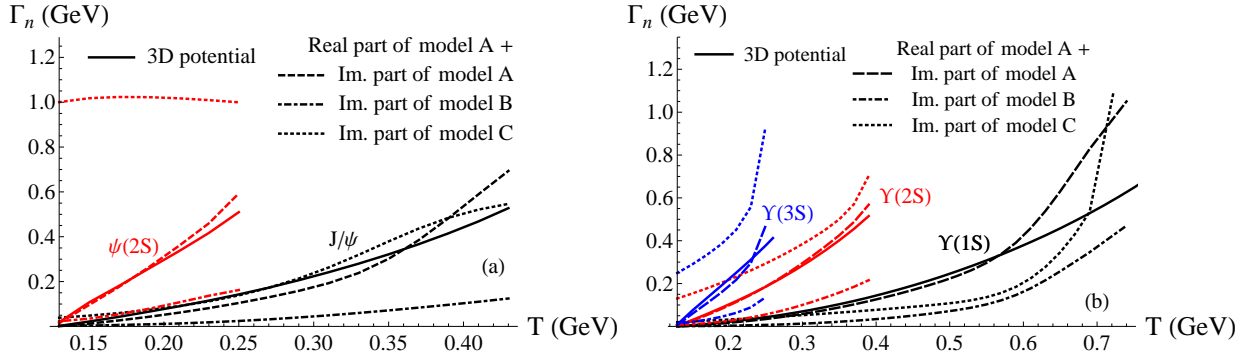 Γn (GeV)
3D potential
Real part of model A +
Im. part of model A
Im. part of model B
Im. part of model C
1.2
1.0
0.8
0.6
0.4
0.2
ψ(2S)
J/ψ
(a)
0.15 0.20 0.25 0.30 0.35 0.40
T (GeV)
Γn (GeV)
3D potential
Real part of model A +
Im. part of model A
Im. part of model B
Im. part of model C
1.2
1.0
0.8
0.6
0.4
0.2
Υ(3S)
Υ(2S)
Υ(1S)
(b)
0.2 0.3 0.4 0.5 0.6 0.7
T (GeV)